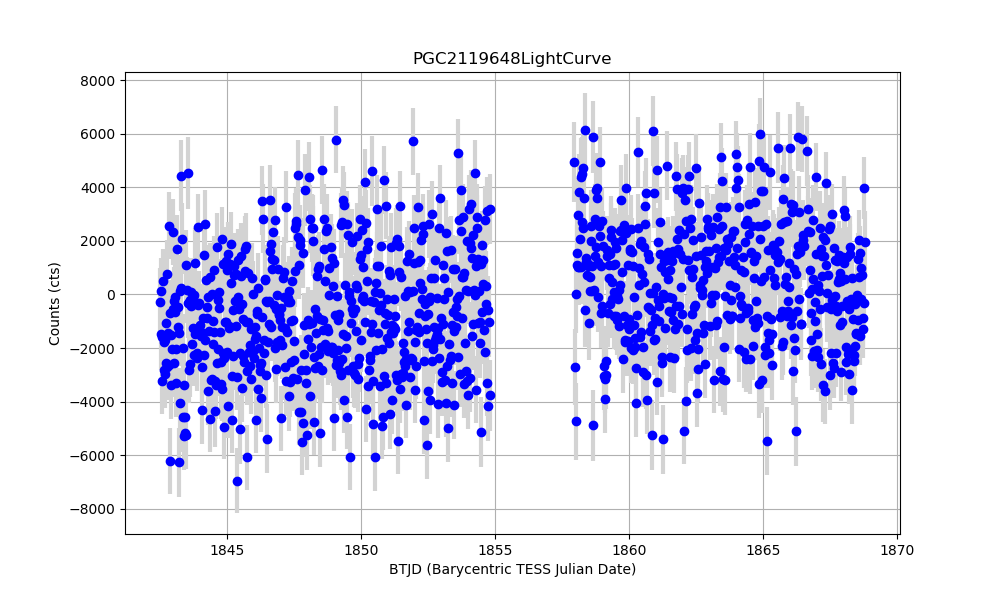 PGC2119648LightCurve
8000
6000
4000
2000
0
−2000
−4000
−6000
−8000
Counts (cts)
1845 1850 1855 1860 1865 1870
BTJD (Barycentric TESS Julian Date)